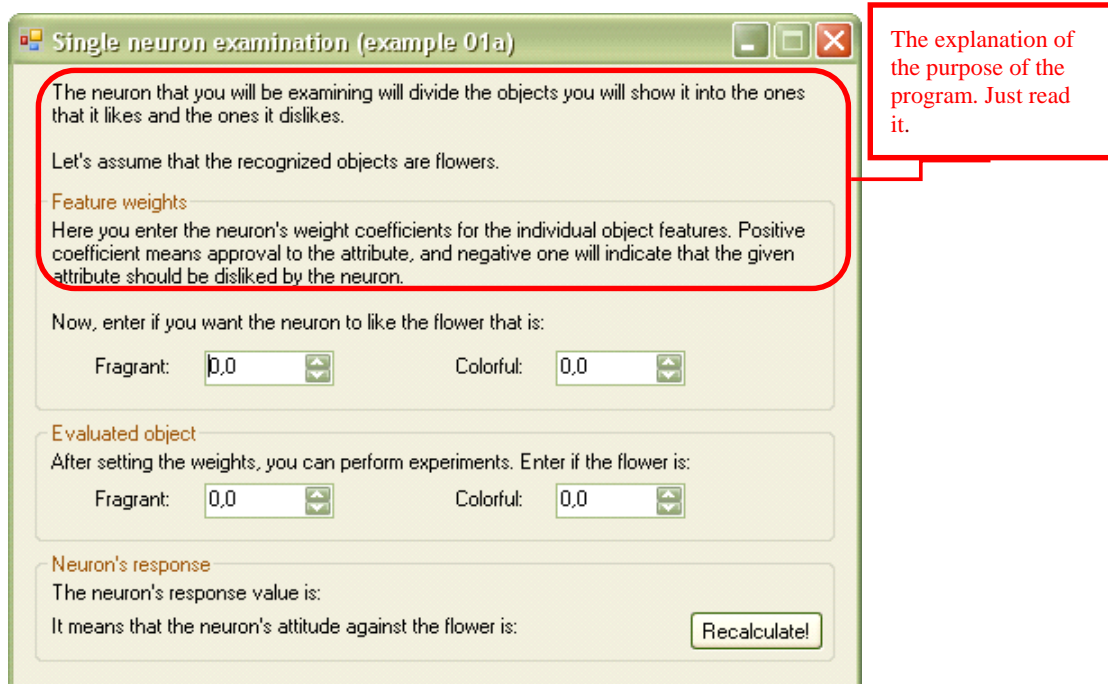 Single neuron examination (example 01a)
The neuron that you will be examining will divide the objects you will show it into the ones
that it likes and the ones it dislikes.
Let's assume that the recognized objects are flowers.
Feature weights
Here you enter the neuron's weight coefficients for the individual object features. Positive
coefficient means approval to the attribute, and negative one will indicate that the given
attribute should be disliked by the neuron.
Now, enter if you want the neuron to like the flower that is:
Fragrant: 0,0 Colorful: 0,0
Evaluated object
After setting the weights, you can perform experiments. Enter if the flower is:
Fragrant: 0,0 Colorful: 0,0
Neuron's response
The neuron's response value is:
It means that the neuron's attitude against the flower is:
Recalculate!
The explanation of
the purpose of the
program. Just read
it.